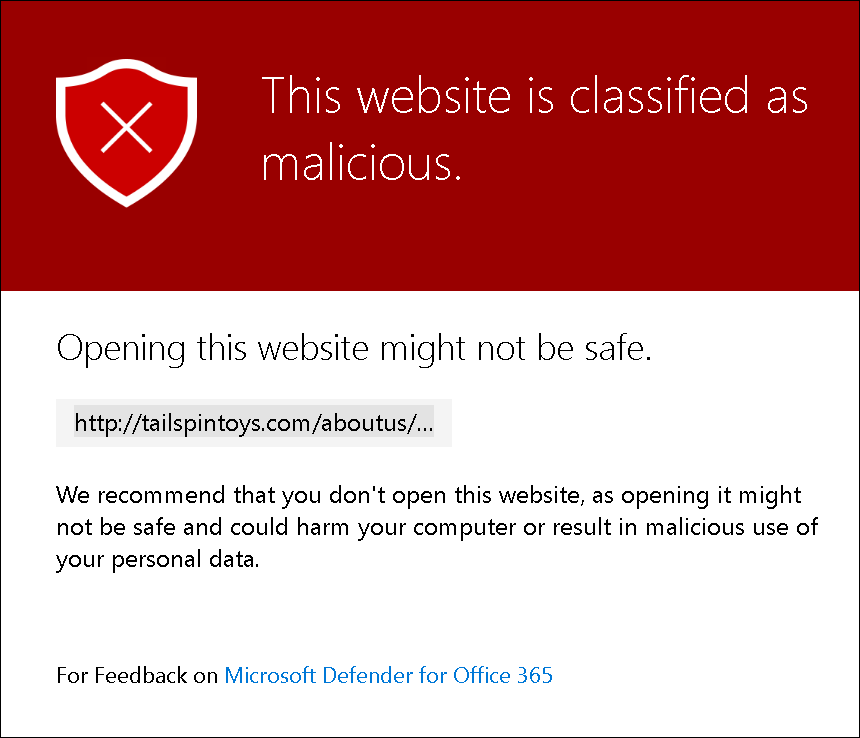 This website is classified as
malicious.
Opening this website might not be safe.
http://tailspintoys.com/aboutus/...
We recommend that you don't open this website, as opening it might
not be safe and could harm your computer or result in malicious use of
your personal data.
For Feedback on Microsoft Defender for Office 365